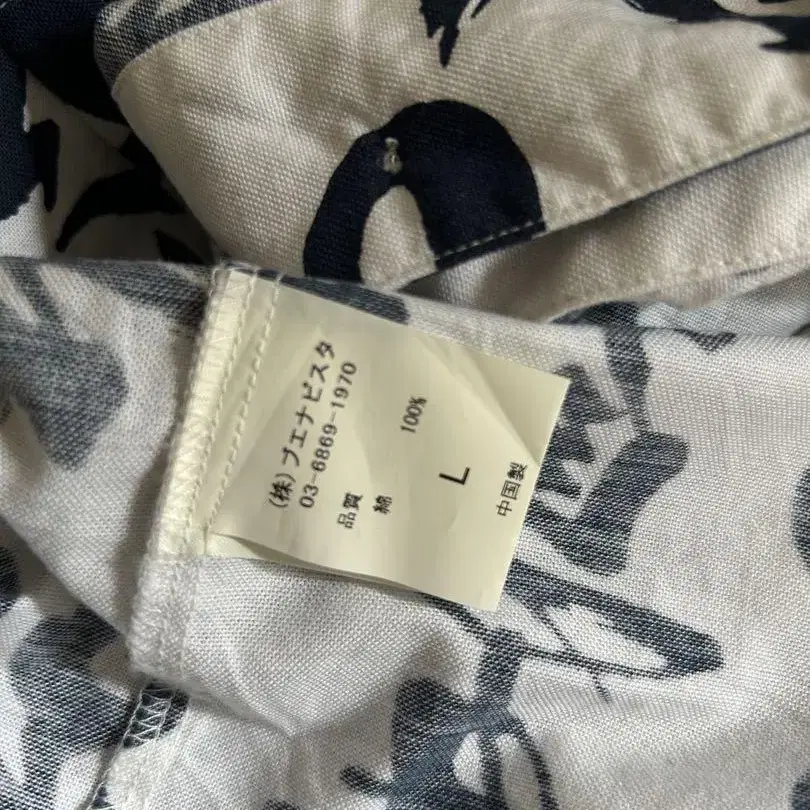 (株) ブエナビスタ
03-6869-1970
品質
綿 100%
L
中国製